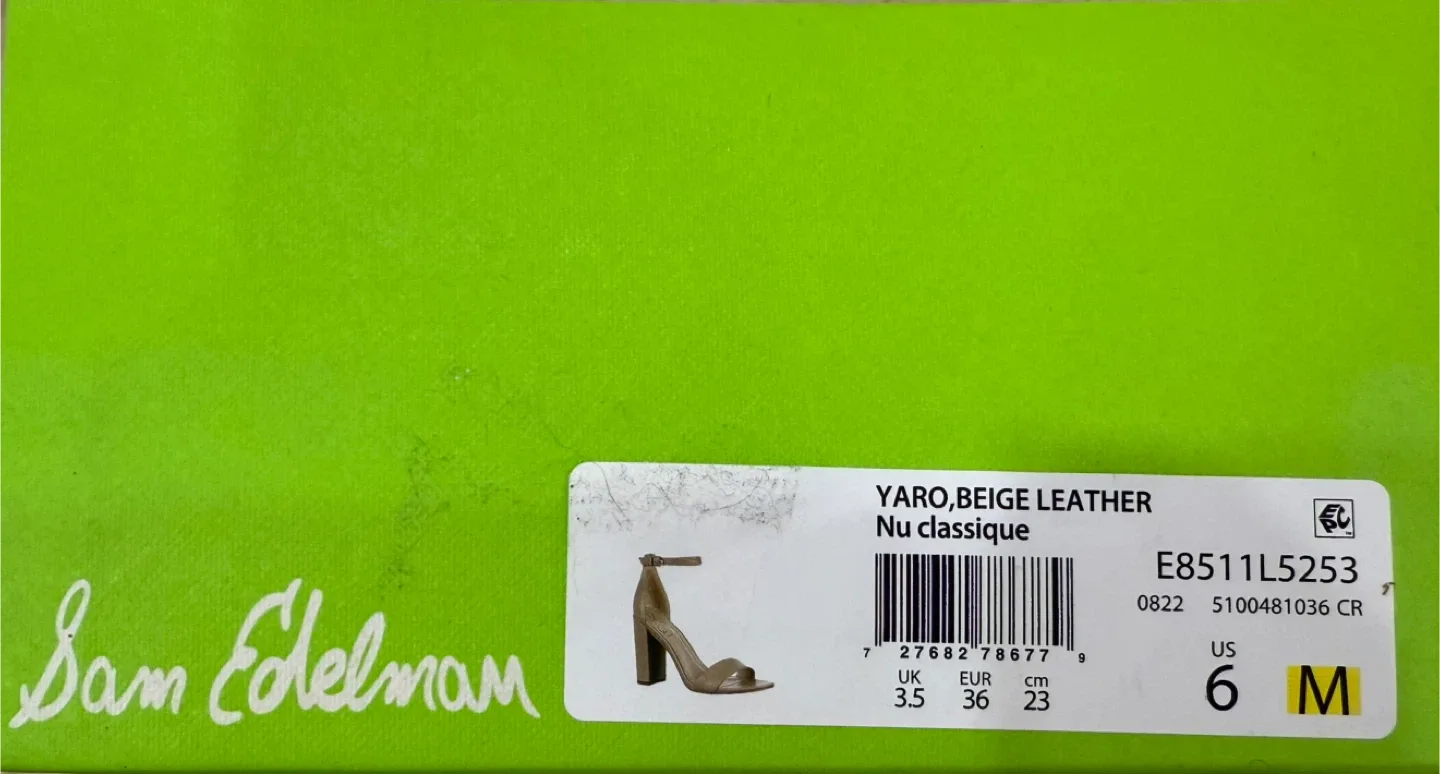 Sam Edelman
YARO,BEIGE LEATHER
Nu classique
E8511L5253
0822 5100481036 CR
7 27682 78677 9
UK EUR cm
3.5 36 23
US
6 M